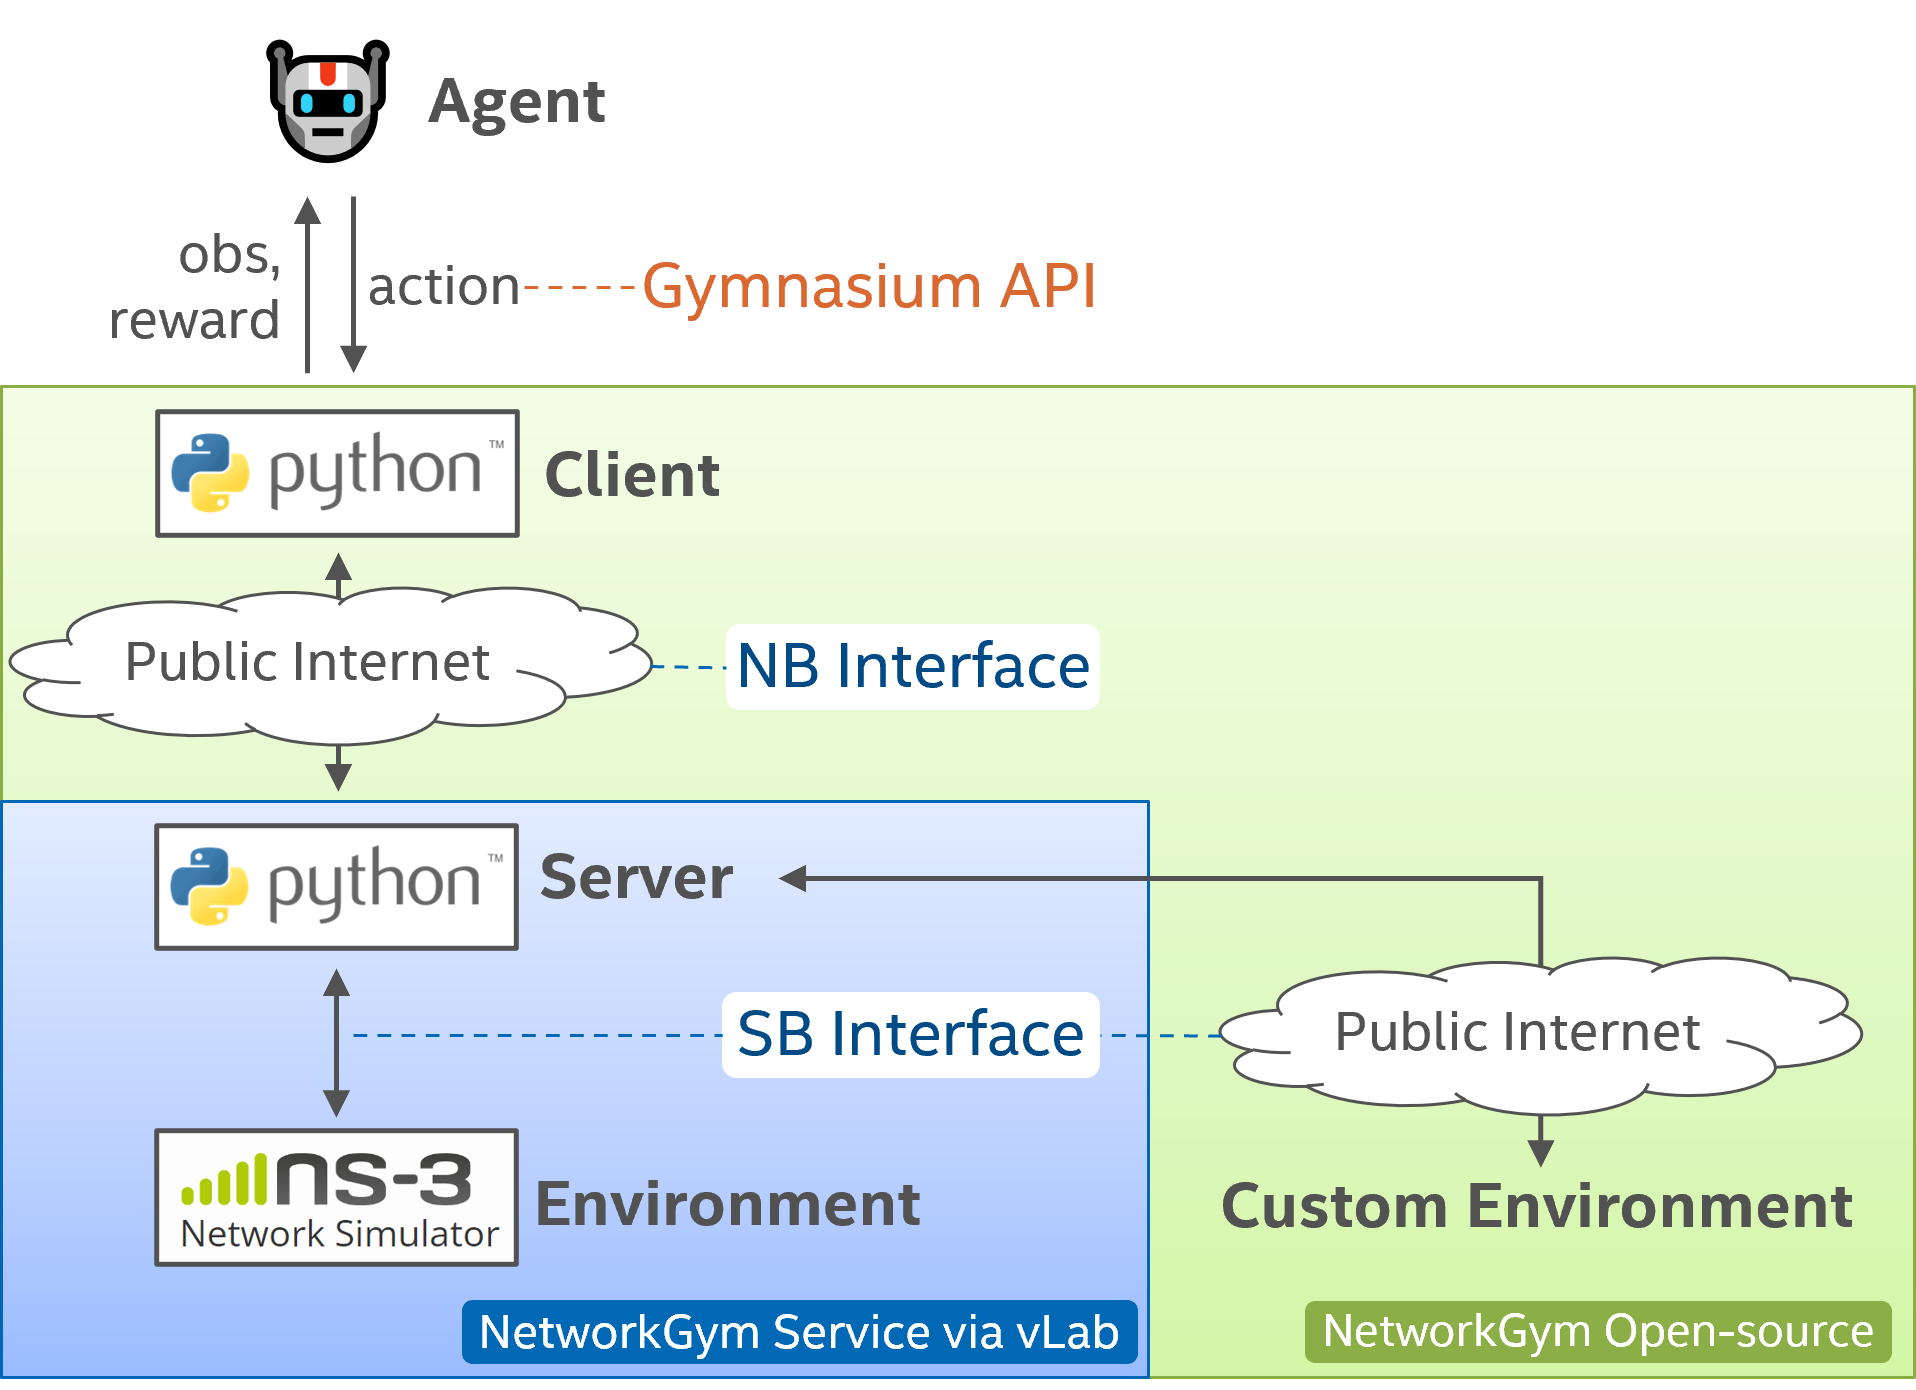 Agent
obs,
reward
action
Gymnasium API
python™
Client
Public Internet
NB Interface
python™
Server
SB Interface
Public Internet
ns-3
Network Simulator
Environment
Custom Environment
NetworkGym Service via vLab
NetworkGym Open-source